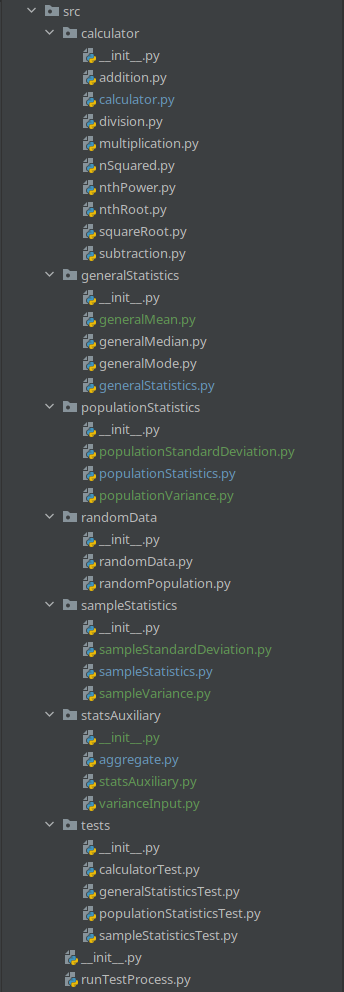 src
calculator
__init__.py
addition.py
calculator.py
division.py
multiplication.py
nSquared.py
nthPower.py
nthRoot.py
squareRoot.py
subtraction.py
generalStatistics
__init__.py
generalMean.py
generalMedian.py
generalMode.py
generalStatistics.py
populationStatistics
__init__.py
populationStandardDeviation.py
populationStatistics.py
populationVariance.py
randomData
__init__.py
randomData.py
randomPopulation.py
sampleStatistics
__init__.py
sampleStandardDeviation.py
sampleStatistics.py
sampleVariance.py
statsAuxiliary
__init__.py
aggregate.py
statsAuxiliary.py
varianceInput.py
tests
__init__.py
calculatorTest.py
generalStatisticsTest.py
populationStatisticsTest.py
sampleStatisticsTest.py
__init__.py
runTestProcess.py